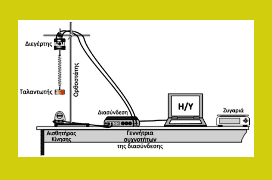 Διεγέρτης
Ταλαντωτής
Ορθοστάτης
Διασύνδεση
Η/Υ
Ζυγαριά
Αισθητήρας
Κίνησης
Γεννήτρια
συχνοτήτων
της διασύνδεσης